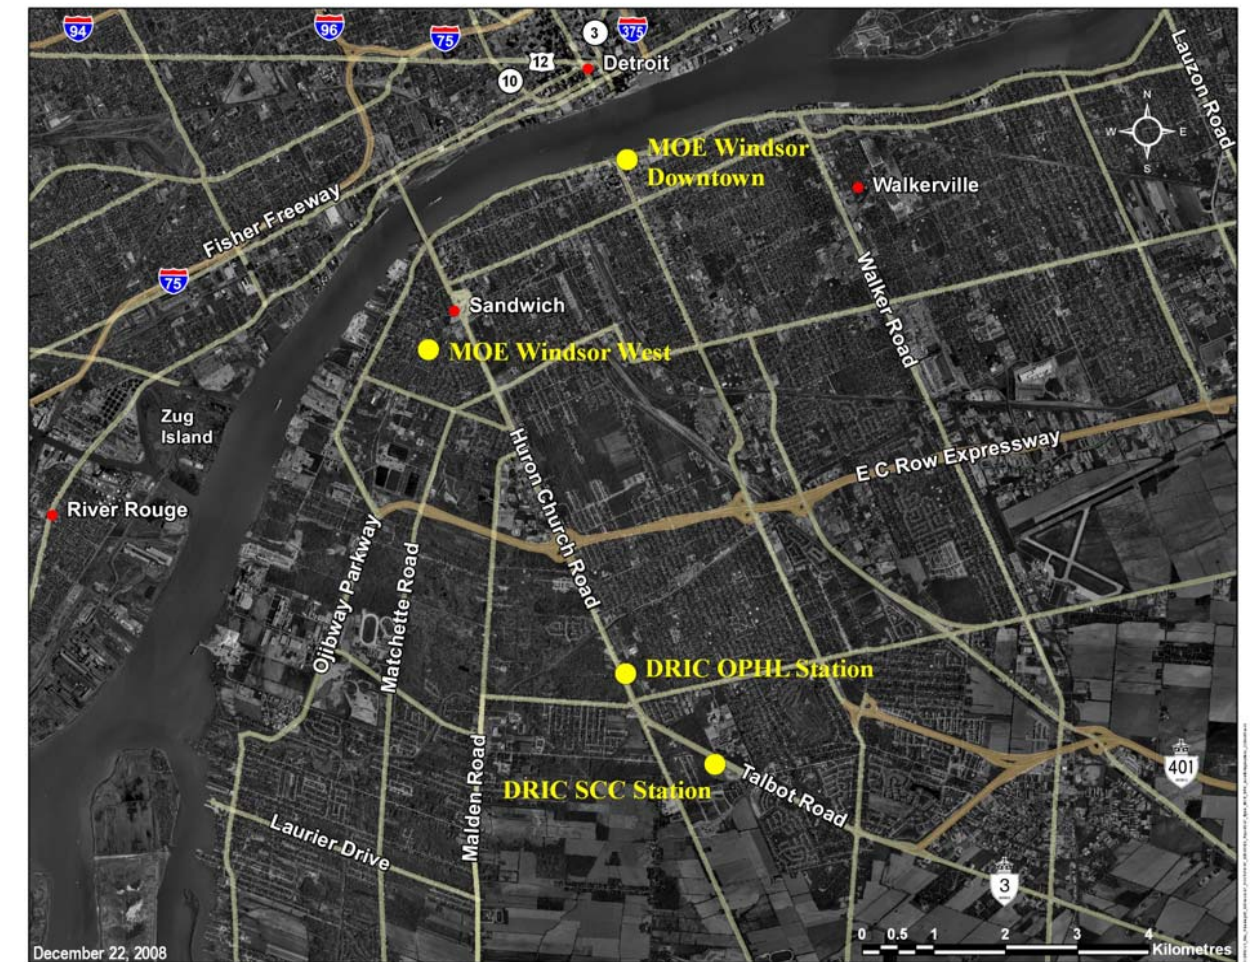 94
96
75
3
375
12
10
Detroit
Lauzon Road
N
W E
S
MOE Windsor
Downtown
Walkerville
Fisher Freeway
75
Walker Road
Sandwich
MOE Windsor West
Zug
Island
Huron Church Road
E C Row Expressway
River Rouge
Ojibway Parkway
Matchette Road
DRIC OPHL Station
Malden Road
DRIC SCC Station
Talbot Road
401
Laurier Drive
3
December 22, 2008
0 0.5 1 2 3 4
Kilometres